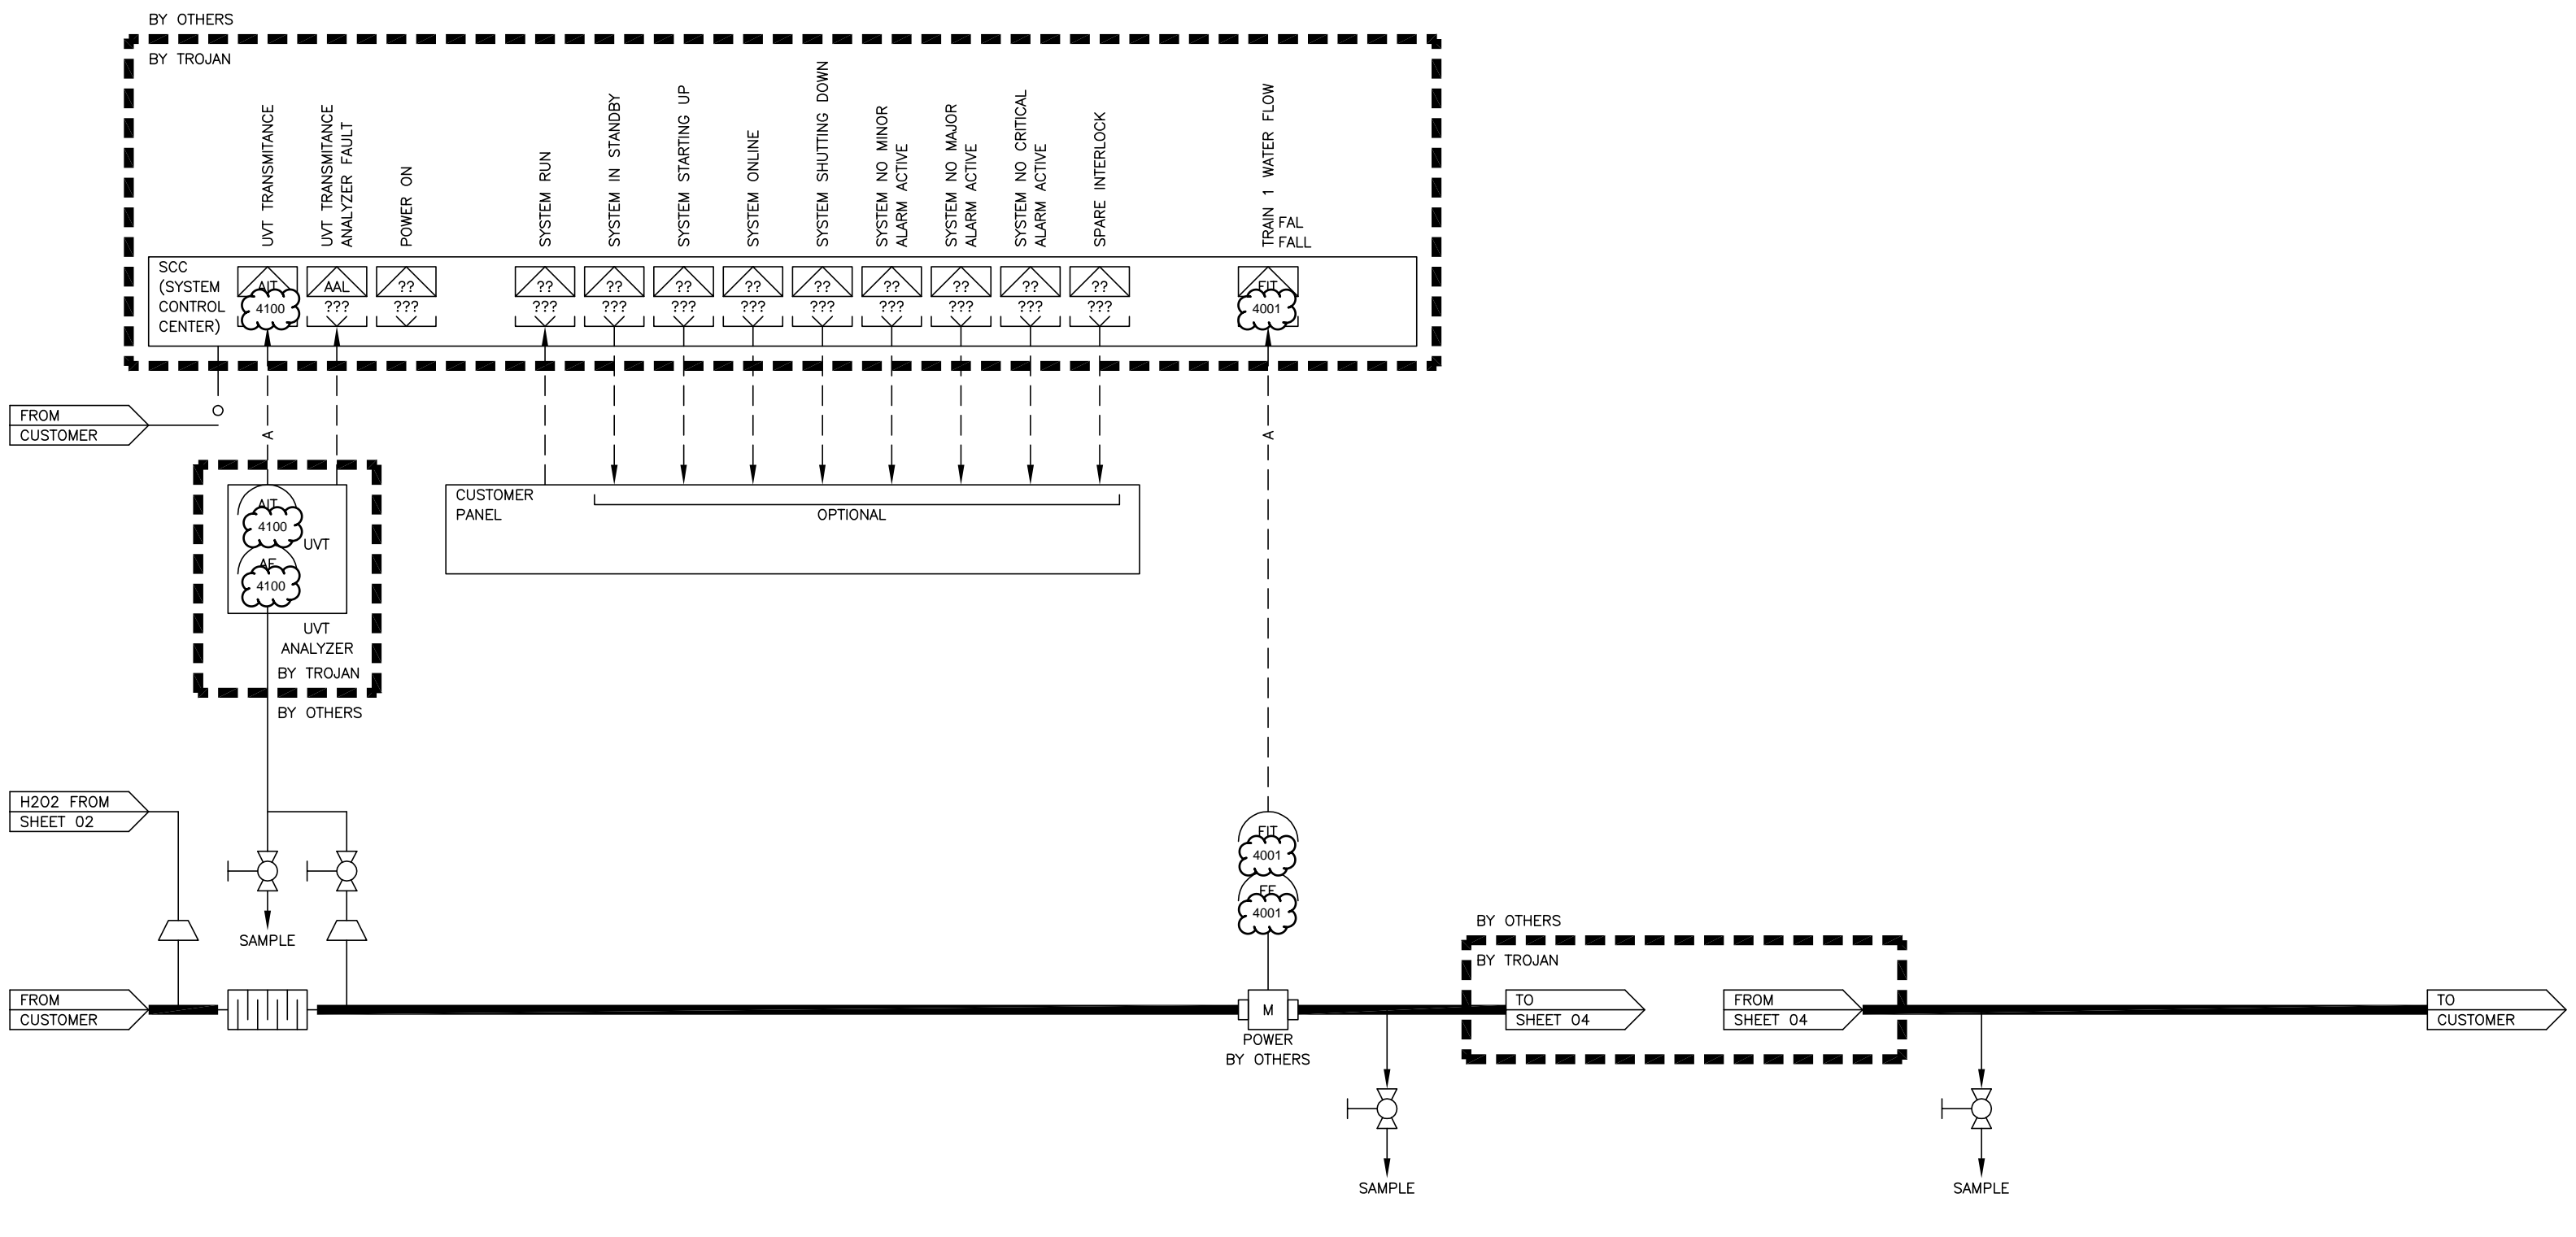 BY OTHERS
BY TROJAN
UVT TRANSMITANCE
UVT TRANSMITANCE
ANALYZER FAULT
POWER ON
SYSTEM RUN
SYSTEM IN STANDBY
SYSTEM STARTING UP
SYSTEM ONLINE
SYSTEM SHUTTING DOWN
SYSTEM NO MINOR
ALARM ACTIVE
SYSTEM NO MAJOR
ALARM ACTIVE
SYSTEM NO CRITICAL
ALARM ACTIVE
SPARE INTERLOCK
TRAIN 1 WATER FLOW
FAL
FALL
SCC
(SYSTEM
CONTROL
CENTER)
AIT
4100
AAL
???
??
???
??
???
??
???
??
???
??
???
??
???
??
???
??
???
??
???
??
???
FIT
4001
FROM
CUSTOMER
A
A
AIT
4100
UVT
AE
4100
UVT
ANALYZER
BY TROJAN
BY OTHERS
CUSTOMER
PANEL
OPTIONAL
H2O2 FROM
SHEET 02
SAMPLE
FROM
CUSTOMER
FIT
4001
FE
4001
M
POWER
BY OTHERS
BY OTHERS
BY TROJAN
TO
SHEET 04
FROM
SHEET 04
TO
CUSTOMER
SAMPLE
SAMPLE